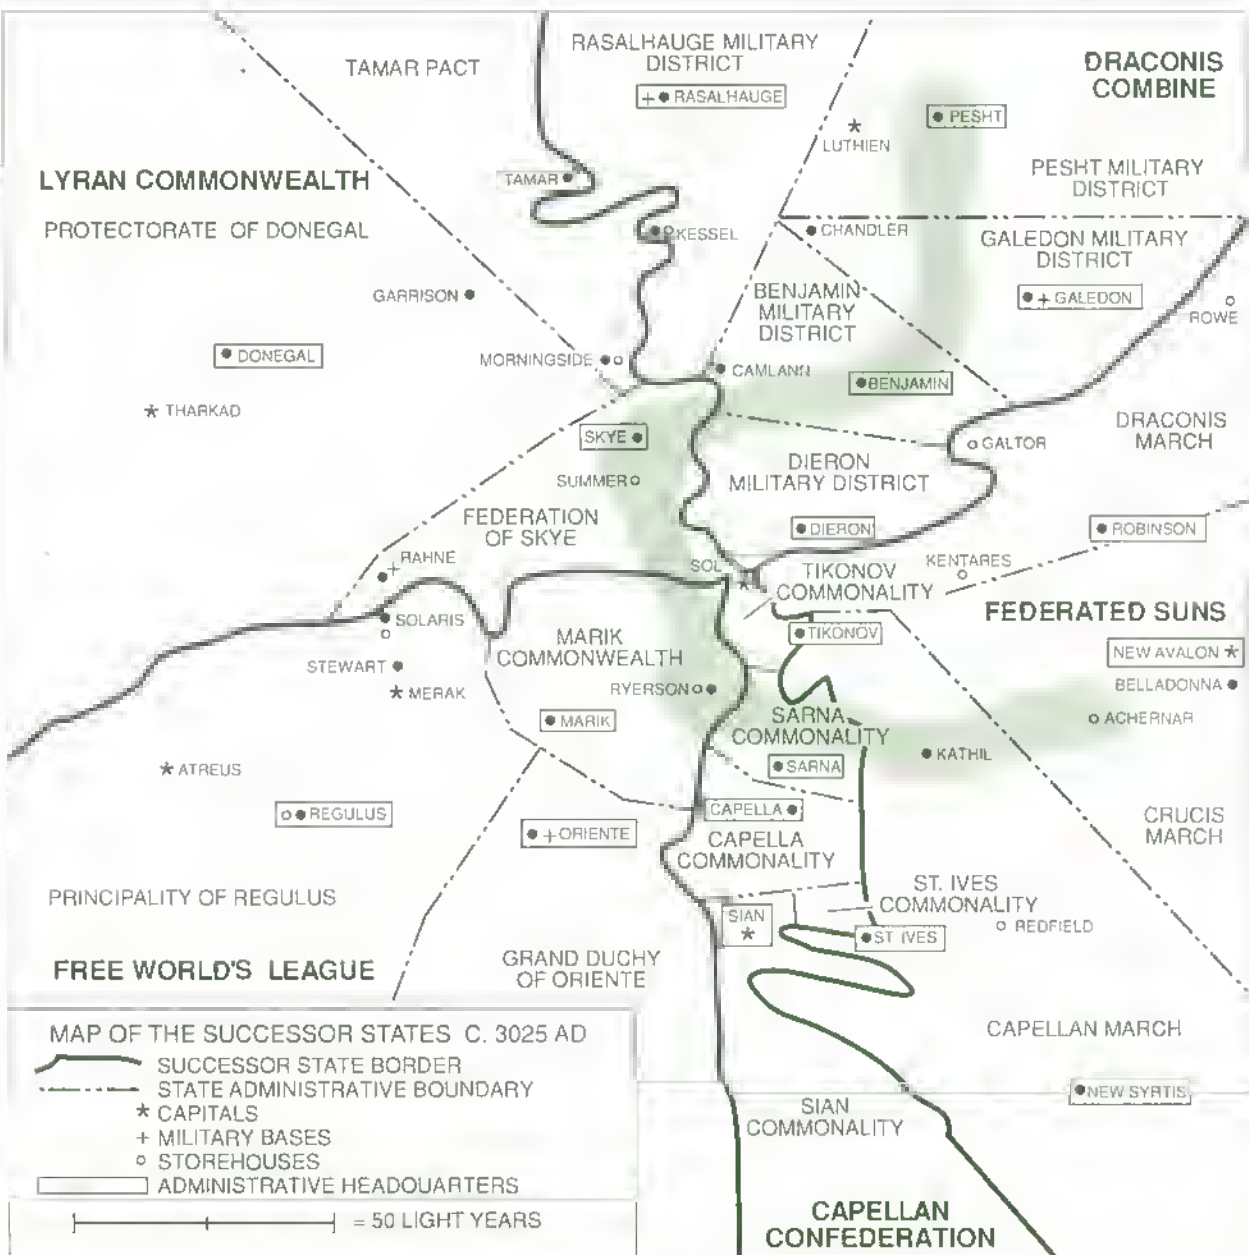 TAMAR PACT
RASALHAUGE MILITARY
DISTRICT
+ ● RASALHAUGE
DRACONIS
COMBINE
PESHT
LUTHIEN
PESHT MILITARY
DISTRICT
LYRAN COMMONWEALTH
TAMAR
PROTECTORATE OF DONEGAL
KESSEL
CHANDLER
GALEDON MILITARY
DISTRICT
GALEDON
ROWE
GARRISON
BENJAMIN
MILITARY
DISTRICT
DONEGAL
MORNINGSIDE
CAMLANN
BENJAMIN
THARKAD
DRACONIS
MARCH
SKYE
GALTOR
SUMMER
DIERON
MILITARY DISTRICT
FEDERATION
OF SKYE
DIERON
ROBINSON
RAHNE
SOL
TIKONOV
COMMONALITY
KENTARES
SOLARIS
FEDERATED SUNS
TIKONOV
MARIK
COMMONWEALTH
NEW AVALON
STEWART
MERAK
RYERSON
BELLADONNA
MARIK
SARNA
COMMONALITY
ACHERNAR
KATHIL
ATREUS
SARNA
REGULUS
ORIENTE
CAPELLA
CRUCIS
MARCH
CAPELLA
COMMONALITY
PRINCIPALITY OF REGULUS
ST. IVES
COMMONALITY
SIAN
REDFIELD
ST. IVES
FREE WORLD'S LEAGUE
GRAND DUCHY
OF ORIENTE
MAP OF THE SUCCESSOR STATES C. 3025 AD
SUCCESSOR STATE BORDER
STATE ADMINISTRATIVE BOUNDARY
* CAPITALS
+ MILITARY BASES
○ STOREHOUSES
ADMINISTRATIVE HEADQUARTERS
= 50 LIGHT YEARS
CAPELLAN MARCH
NEW SYRTIS
SIAN
COMMONALITY
CAPELLAN
CONFEDERATION